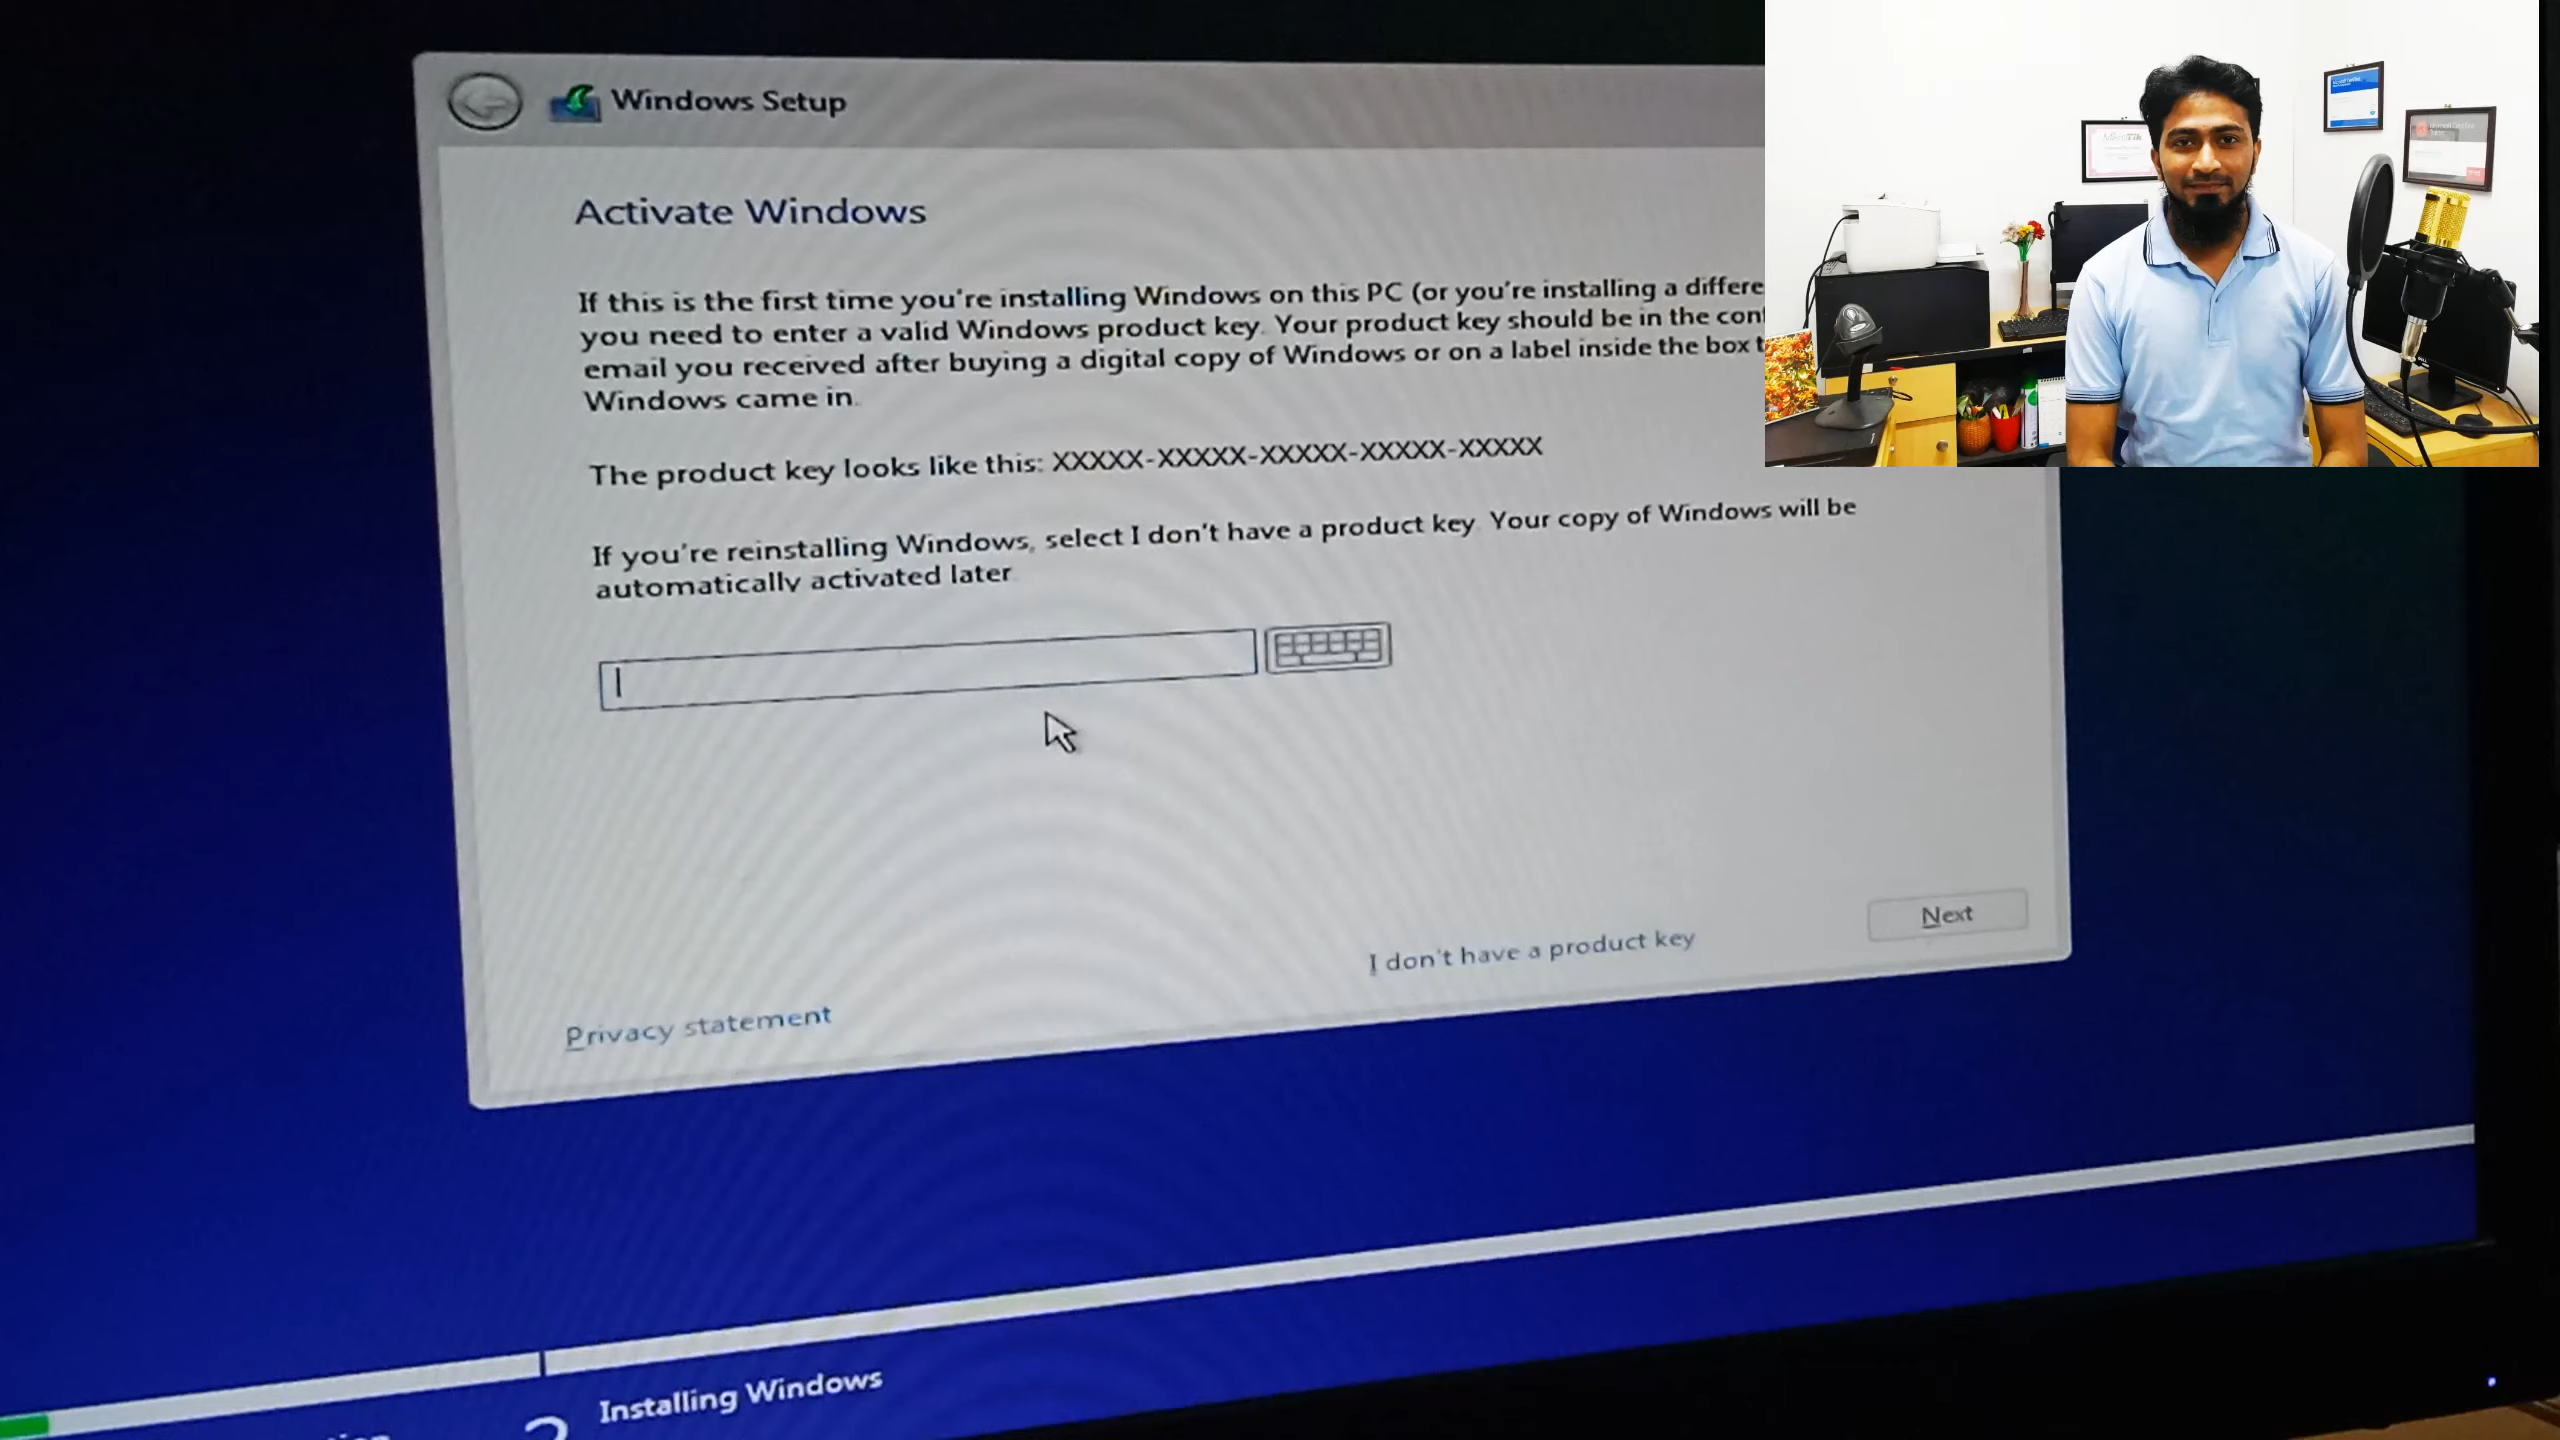 Windows Setup
Activate Windows
If this is the first time you're installing Windows on this PC (or you're installing a
you need to enter a valid Windows product key. Your product key should be in the
email you received after buying a digital copy of Windows or on a label inside the box
Windows came in.
The product key looks like this: XXXXX-XXXXX-XXXXX-XXXXX-XXXXX
If you're reinstalling Windows, select I don't have a product key. Your copy of Windows will be
automatically activated later.
Next
I don't have a product key
Privacy statement
Installing Windows
MikroTik